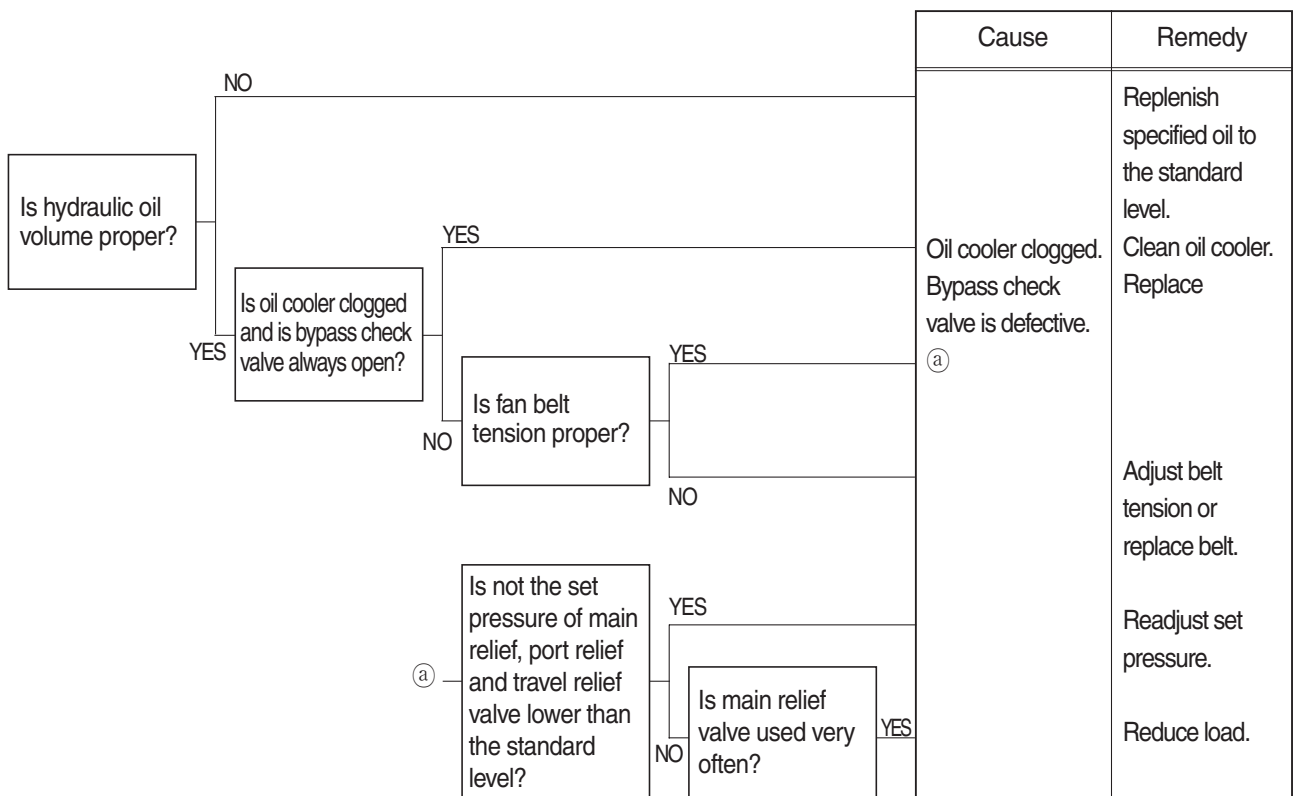 Cause
Remedy
NO
Replenish
specified oil to
the standard
level.
Is hydraulic oil
volume proper?
YES
Oil cooler clogged.
Clean oil cooler.
Bypass check
Replace
valve is defective.
YES
Is oil cooler clogged
and is bypass check
valve always open?
YES
ⓐ
NO
Is fan belt
tension proper?
NO
Adjust belt
tension or
replace belt.
ⓐ
Is not the set
pressure of main
relief, port relief
and travel relief
valve lower than
the standard
level?
YES
Readjust set
pressure.
NO
Is main relief
valve used very
often?
YES
Reduce load.